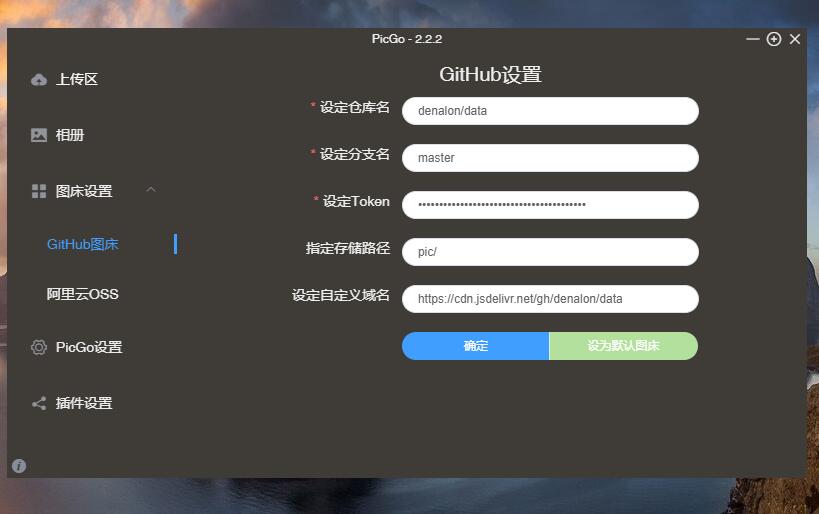 PicGo - 2.2.2
上传区
相册
图床设置
GitHub图床
阿里云OSS
PicGo设置
插件设置
GitHub设置
* 设定仓库名 denalon/data
* 设定分支名 master
* 设定Token ••••••••••••••••••••••••••••••••••••••••
指定存储路径 pic/
设定自定义域名 https://cdn.jsdelivr.net/gh/denalon/data
确定 设为默认图床